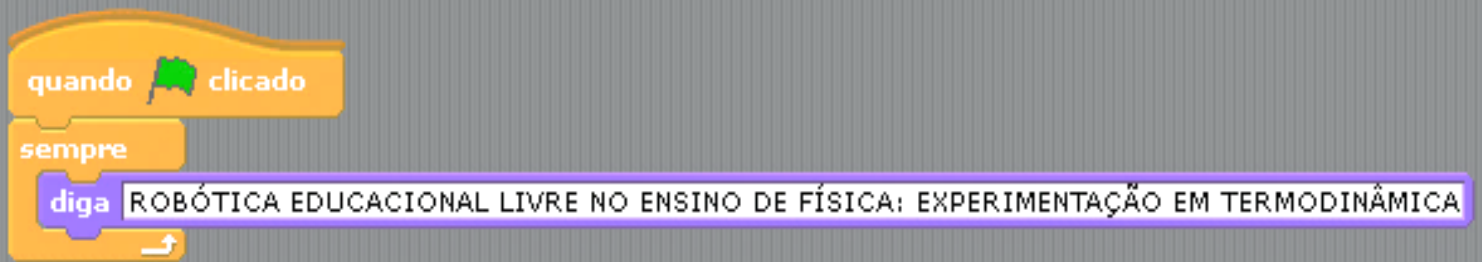 quando clicado
sempre
diga ROBÓTICA EDUCACIONAL LIVRE NO ENSINO DE FÍSICA: EXPERIMENTAÇÃO EM TERMODINÂMICA